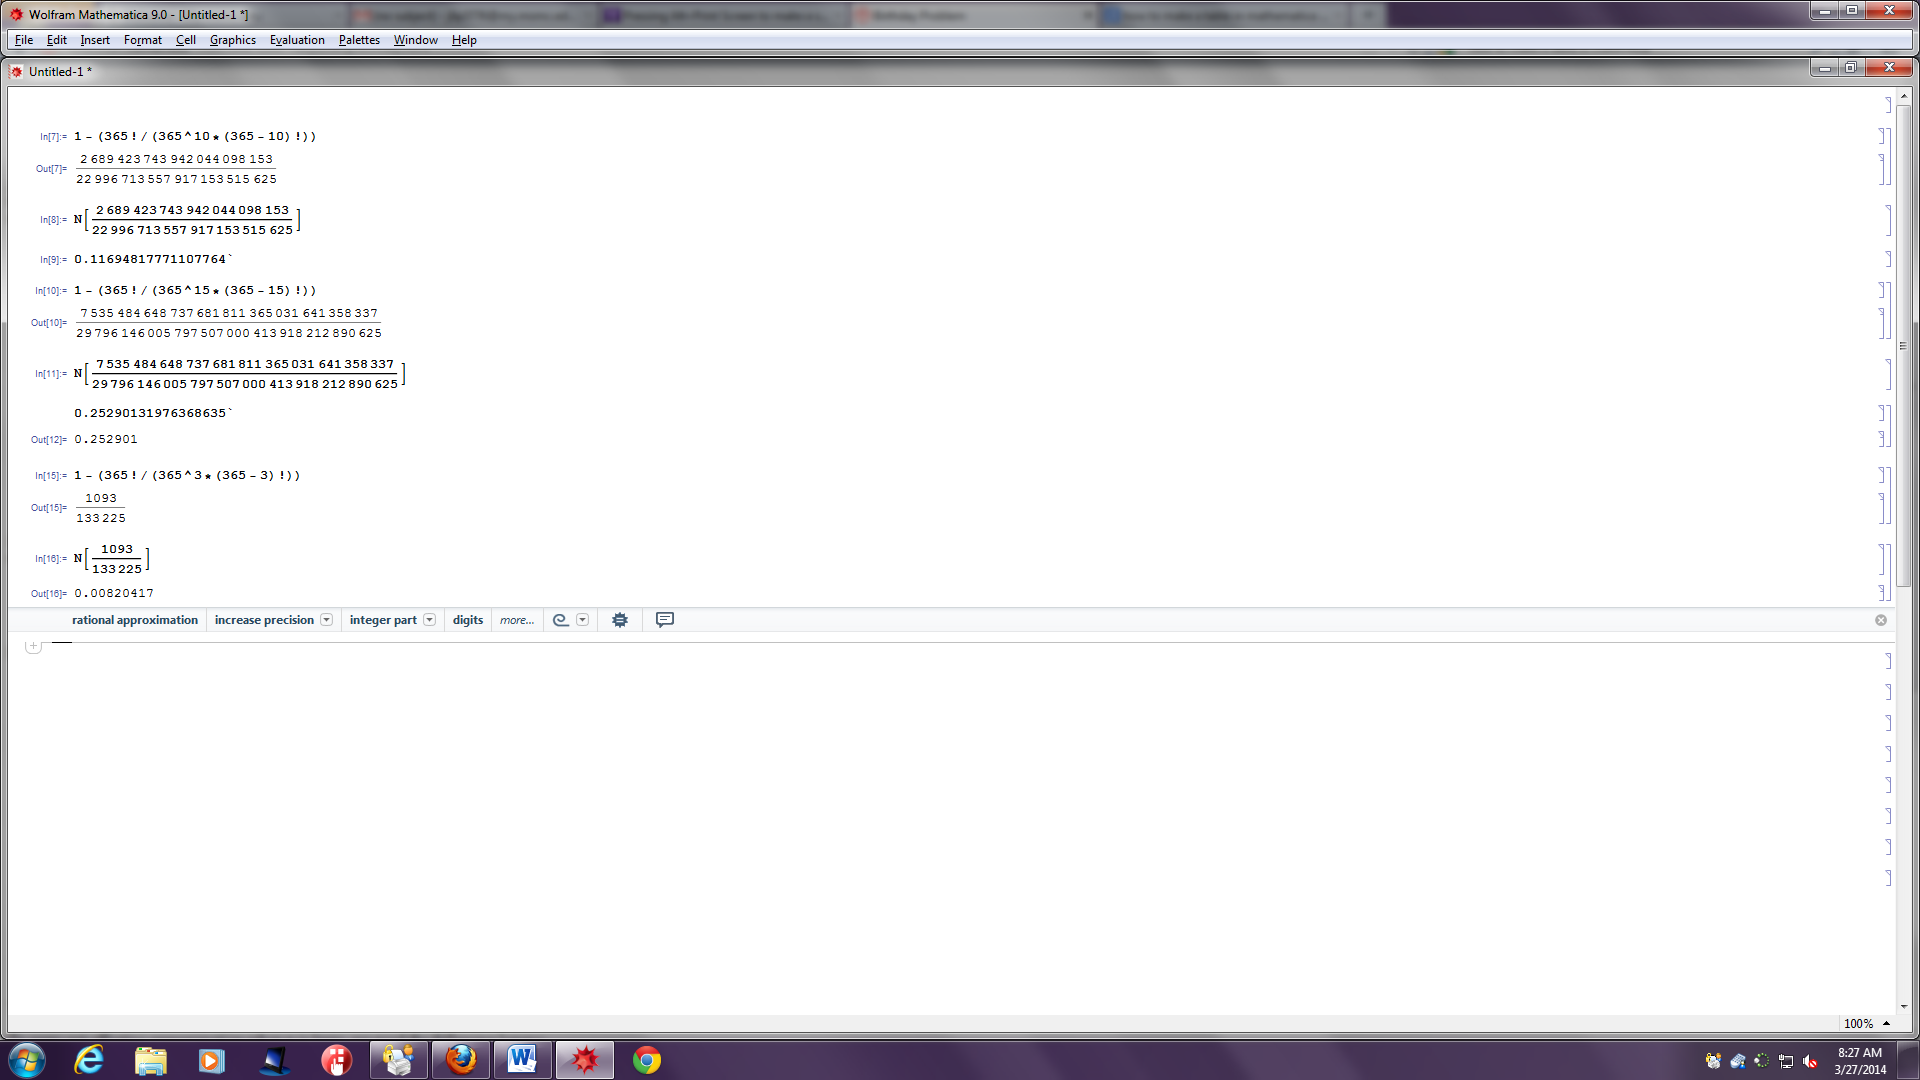 Wolfram Mathematica 9.0 - [Untitled-1 *]
File Edit Insert Format Cell Graphics Evaluation Palettes Window Help
Untitled-1 *
In[7]:= 1 - (365! / (365^10 * (365 - 10) !))
Out[7]= 2 689 423 743 942 044 098 153
22 996 713 557 917 153 515 625
In[8]:= N[ 2 689 423 743 942 044 098 153
22 996 713 557 917 153 515 625 ]
In[9]:= 0.11694817771107764`
In[10]:= 1 - (365! / (365^15 * (365 - 15) !))
Out[10]= 7 535 484 648 737 681 811 365 031 641 358 337
29 796 146 005 797 507 000 413 918 212 890 625
In[11]:= N[ 7 535 484 648 737 681 811 365 031 641 358 337
29 796 146 005 797 507 000 413 918 212 890 625 ]
0.25290131976368635`
Out[12]= 0.252901
In[15]:= 1 - (365! / (365^3 * (365 - 3) !))
Out[15]= 1093
133 225
In[16]:= N[ 1093
133 225 ]
Out[16]= 0.00820417
rational approximation increase precision integer part digits more...
100%
8:27 AM
3/27/2014